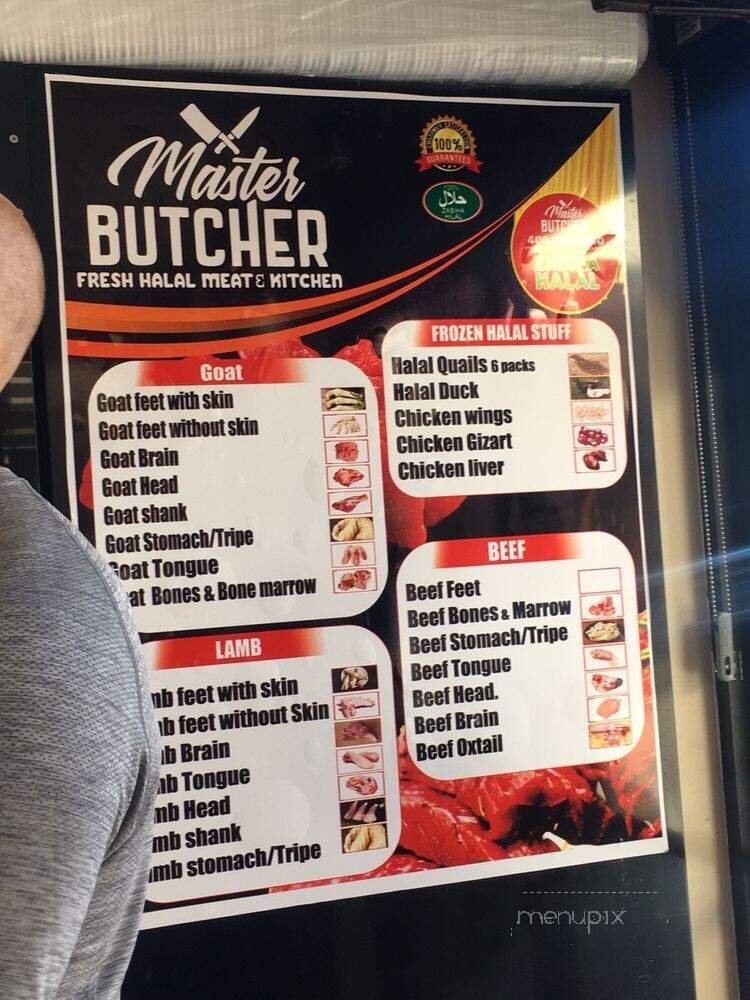 Master
BUTCHER
FRESH HALAL MEAT & KITCHEN
100%
GUARANTEED
100%
حلال
ZABIHA
HALAL
Master
HALAL
Goat
Goat feet with skin
Goat feet without skin
Goat Brain
Goat Head
Goat shank
Goat Stomach/Tripe
oat Tongue
at Bones & Bone marrow
FROZEN HALAL STUFF
Halal Quails 6 packs
Halal Duck
Chicken wings
Chicken Gizart
Chicken liver
LAMB
mb feet with skin
mb feet without Skin
mb Brain
mb Tongue
mb Head
mb shank
mb stomach/Tripe
BEEF
Beef Feet
Beef Bones & Marrow
Beef Stomach/Tripe
Beef Tongue
Beef Head.
Beef Brain
Beef Oxtail
menupix